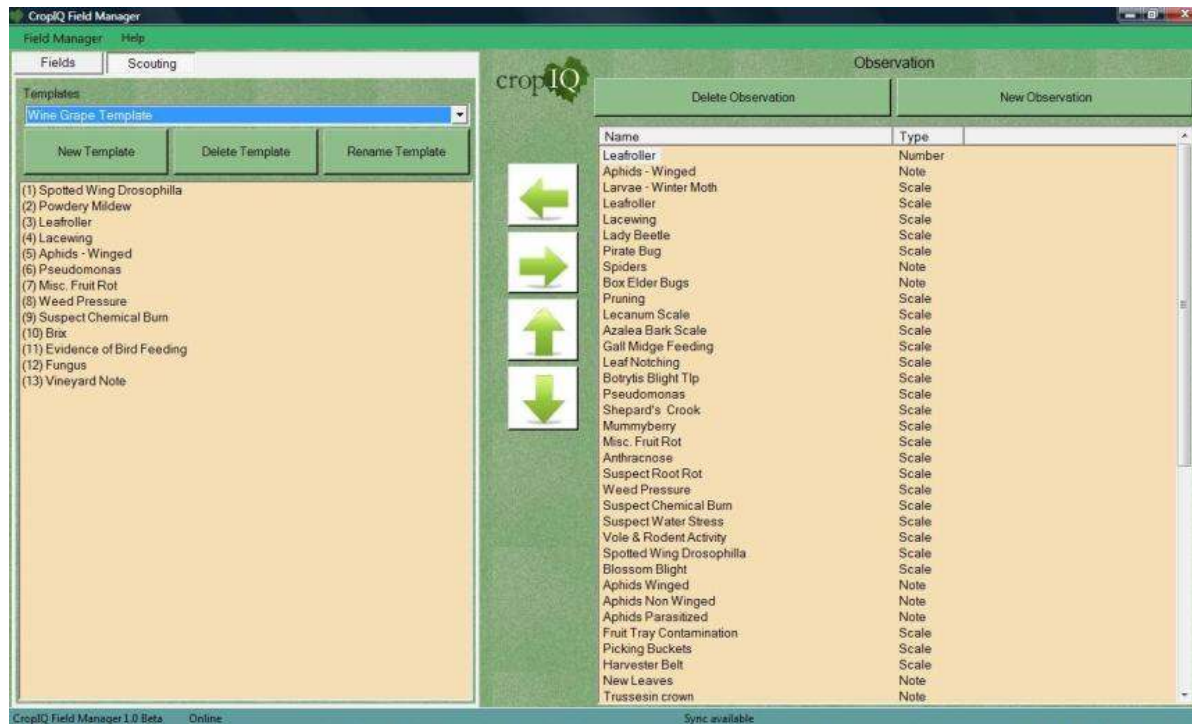 CropIQ Field Manager
Field Manager Help
Fields Scouting
Templates
Wine Grape Template
New Template Delete Template Rename Template
(1) Spotted Wing Drosophilla
(2) Powdery Mildew
(3) Leafroller
(4) Lacewing
(5) Aphids - Winged
(6) Pseudomonas
(7) Misc. Fruit Rot
(8) Weed Pressure
(9) Suspect Chemical Burn
(10) Brix
(11) Evidence of Bird Feeding
(12) Fungus
(13) Vineyard Note
cropIQ
Observation
Delete Observation New Observation
Name Type
Leafroller Number
Aphids - Winged Note
Larvae - Winter Moth Scale
Leafroller Scale
Lacewing Scale
Lady Beetle Scale
Pirate Bug Scale
Spiders Note
Box Elder Bugs Note
Pruning Scale
Lecanum Scale Scale
Azalea Bark Scale Scale
Gall Midge Feeding Scale
Leaf Notching Scale
Botrytis Blight TIp Scale
Pseudomonas Scale
Shepard's Crook Scale
Mummyberry Scale
Misc. Fruit Rot Scale
Anthracnose Scale
Suspect Root Rot Scale
Weed Pressure Scale
Suspect Chemical Burn Scale
Suspect Water Stress Scale
Vole & Rodent Activity Scale
Spotted Wing Drosophilla Scale
Blossom Blight Scale
Aphids Winged Note
Aphids Non Winged Note
Aphids Parasitized Note
Fruit Tray Contamination Scale
Picking Buckets Scale
Harvester Belt Scale
New Leaves Note
Trussesin crown Note
CropIQ Field Manager 1.0 Beta Online Sync available